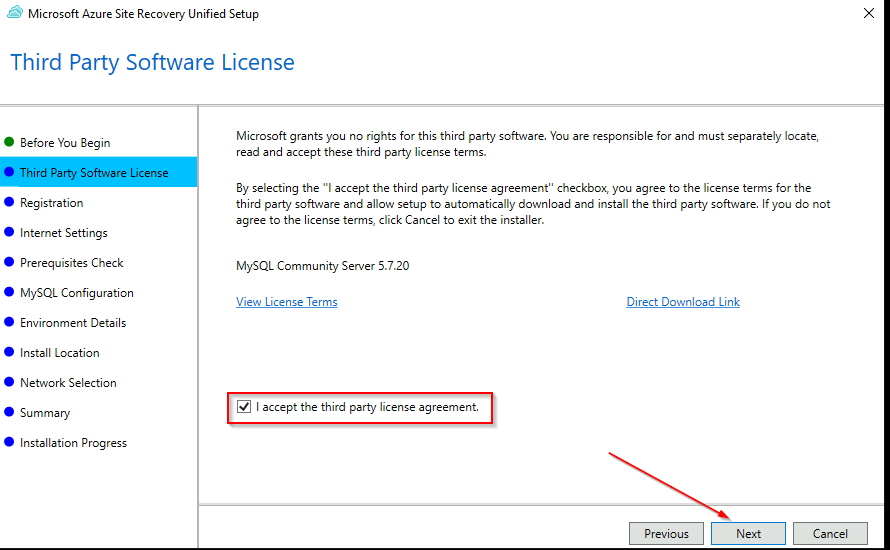 Microsoft Azure Site Recovery Unified Setup
Third Party Software License
Before You Begin
Third Party Software License
Registration
Internet Settings
Prerequisites Check
MySQL Configuration
Environment Details
Install Location
Network Selection
Summary
Installation Progress
Microsoft grants you no rights for this third party software. You are responsible for and must separately locate,
read and accept these third party license terms.
By selecting the "I accept the third party license agreement" checkbox, you agree to the license terms for the
third party software and allow setup to automatically download and install the third party software. If you do not
agree to the license terms, click Cancel to exit the installer.
MySQL Community Server 5.7.20
View License Terms
Direct Download Link
I accept the third party license agreement.
Previous
Next
Cancel